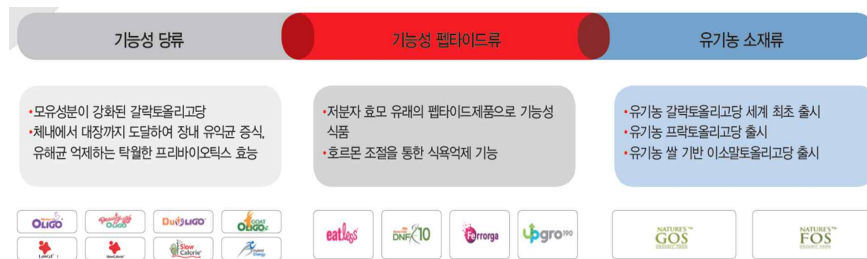 기능성 당류
기능성 펩타이드류
유기농 소재류
•모유성분이 강화된 갈락토올리고당
•체내에서 대장까지 도달하여 장내 유익균 증식,
유해균 억제하는 탁월한 프리바이오틱스 효능
•저분자 효모 유래의 펩타이드제품으로 기능성
식품
•호르몬 조절을 통한 식욕억제 기능
•유기농 갈락토올리고당 세계 최초 출시
•유기농 프락토올리고당 출시
•유기농 쌀 기반 이소말토올리고당 출시
OLIGO
OLIGO
DuOLIGO
GOAT
OLIGO
Slow
Calorie
eatless
DNF10
Ferrorga
Upgro190
NATURE'S™
GOS
NATURE'S™
FOS